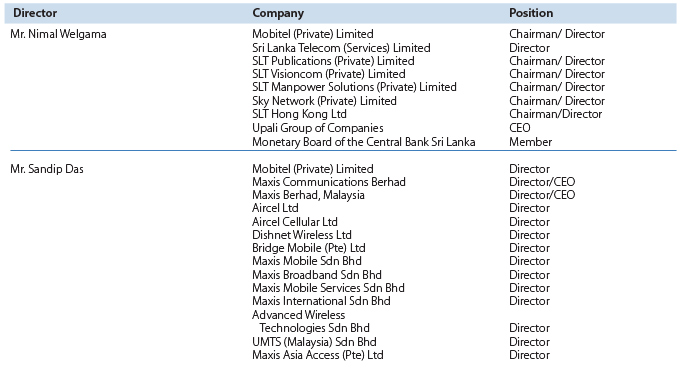 Director Company Position
Mr. Nimal Welgama Mobitel (Private) Limited Chairman/ Director
Sri Lanka Telecom (Services) Limited Director
SLT Publications (Private) Limited Chairman/ Director
SLT Visioncom (Private) Limited Chairman/ Director
SLT Manpower Solutions (Private) Limited Chairman/ Director
Sky Network (Private) Limited Chairman/ Director
SLT Hong Kong Ltd Chairman/Director
Upali Group of Companies CEO
Monetary Board of the Central Bank Sri Lanka Member
Mr. Sandip Das Mobitel (Private) Limited Director
Maxis Communications Berhad Director/CEO
Maxis Berhad, Malaysia Director/CEO
Aircel Ltd Director
Aircel Cellular Ltd Director
Dishnet Wireless Ltd Director
Bridge Mobile (Pte) Ltd Director
Maxis Mobile Sdn Bhd Director
Maxis Broadband Sdn Bhd Director
Maxis Mobile Services Sdn Bhd Director
Maxis International Sdn Bhd Director
Advanced Wireless
Technologies Sdn Bhd Director
UMTS (Malaysia) Sdn Bhd Director
Maxis Asia Access (Pte) Ltd Director